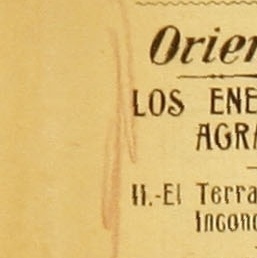 Orien
LOS ENE
AGRA
II.-El Terra
Incond